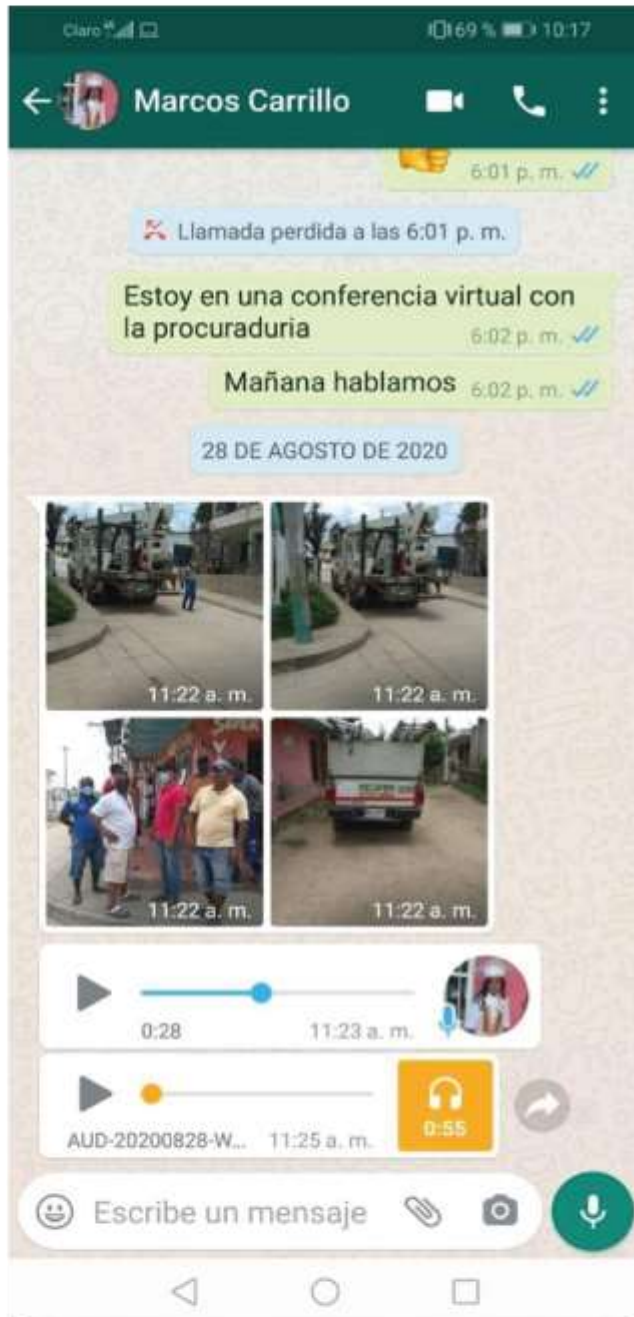 Claro
69 %
10:17
Marcos Carrillo
6:01 p. m.
Llamada perdida a las 6:01 p. m.
Estoy en una conferencia virtual con
la procuraduria
6:02 p. m.
Mañana hablamos 6:02 p. m.
28 DE AGOSTO DE 2020
11:22 a. m.
11:22 a. m.
11:22 a. m.
11:22 a. m.
0:28
11:23 a. m.
0:55
AUD-20200828-W...
11:25 a. m.
Escribe un mensaje